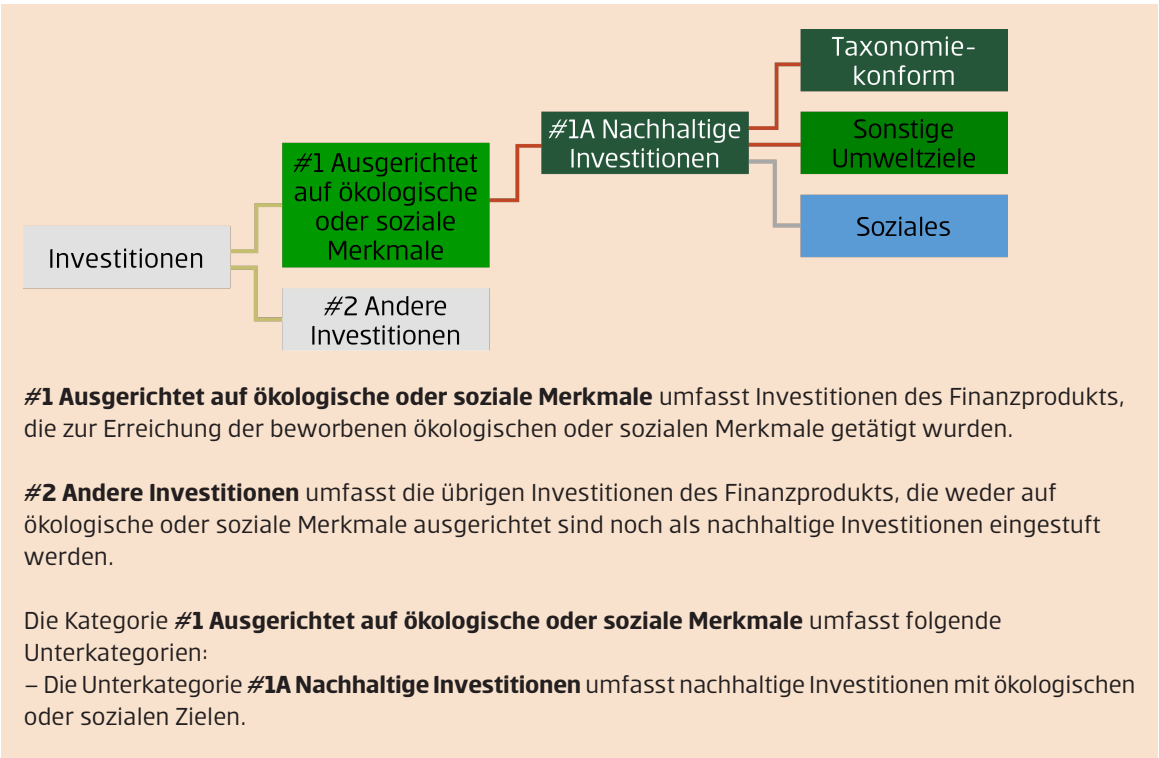 Taxonomie-
konform
#1A Nachhaltige
Investitionen
Sonstige
Umweltziele
#1 Ausgerichtet
auf ökologische
oder soziale
Merkmale
Soziales
Investitionen
#2 Andere
Investitionen
#1 Ausgerichtet auf ökologische oder soziale Merkmale umfasst Investitionen des Finanzprodukts,
die zur Erreichung der beworbenen ökologischen oder sozialen Merkmale getätigt wurden.
#2 Andere Investitionen umfasst die übrigen Investitionen des Finanzprodukts, die weder auf
ökologische oder soziale Merkmale ausgerichtet sind noch als nachhaltige Investitionen eingestuft
werden.
Die Kategorie #1 Ausgerichtet auf ökologische oder soziale Merkmale umfasst folgende
Unterkategorien:
– Die Unterkategorie #1A Nachhaltige Investitionen umfasst nachhaltige Investitionen mit ökologischen
oder sozialen Zielen.